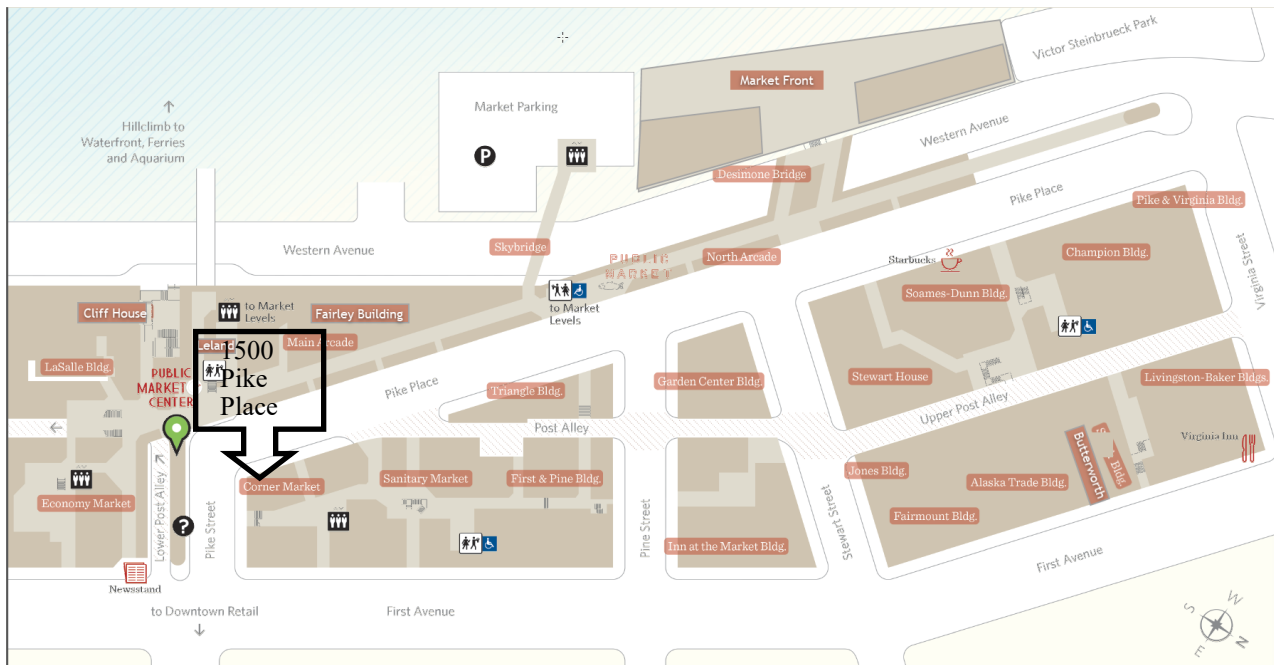 Victor Steinbrueck Park
Market Front
Market Parking
P
Hillclimb to
Waterfront, Ferries
and Aquarium
Western Avenue
Desimone Bridge
Pike Place
Pike & Virginia Bldg.
Virginia Street
Western Avenue
Skybridge
PUBLIC
MARKET
North Arcade
Starbucks
Champion Bldg.
Soames-Dunn Bldg.
to Market
Levels
Cliff House
to Market
Levels
Fairley Building
Leland
Main Arcade
1500
Pike
Place
LaSalle Bldg.
PUBLIC
MARKET
CENTER
Pike Place
Triangle Bldg.
Garden Center Bldg.
Stewart House
Livingston-Baker Bldgs.
Upper Post Alley
Post Alley
Virginia Inn
Butterworth
Bldg.
Jones Bldg.
Alaska Trade Bldg.
Fairmount Bldg.
Economy Market
Corner Market
Sanitary Market
First & Pine Bldg.
Lower Post Alley
?
Pike Street
Pine Street
Stewart Street
Inn at the Market Bldg.
First Avenue
Newsstand
to Downtown Retail
First Avenue
S
W
E
N